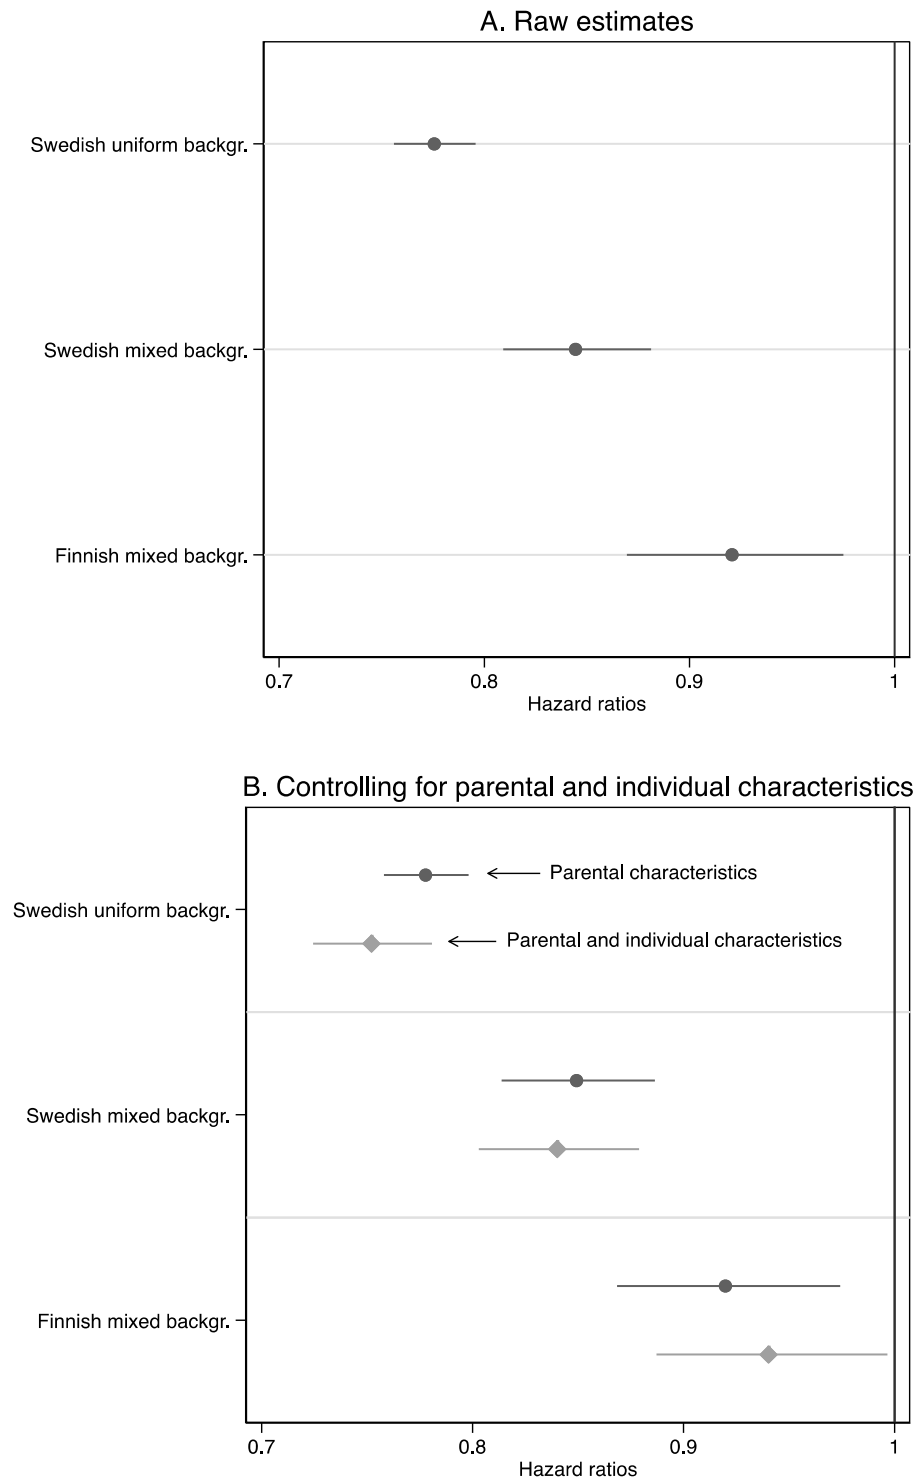 A. Raw estimates
Swedish uniform backgr.
Swedish mixed backgr.
Finnish mixed backgr.
0.7 0.8 0.9 1
Hazard ratios
B. Controlling for parental and individual characteristics
Parental characteristics
Swedish uniform backgr.
Parental and individual characteristics
Swedish mixed backgr.
Finnish mixed backgr.
0.7 0.8 0.9 1
Hazard ratios